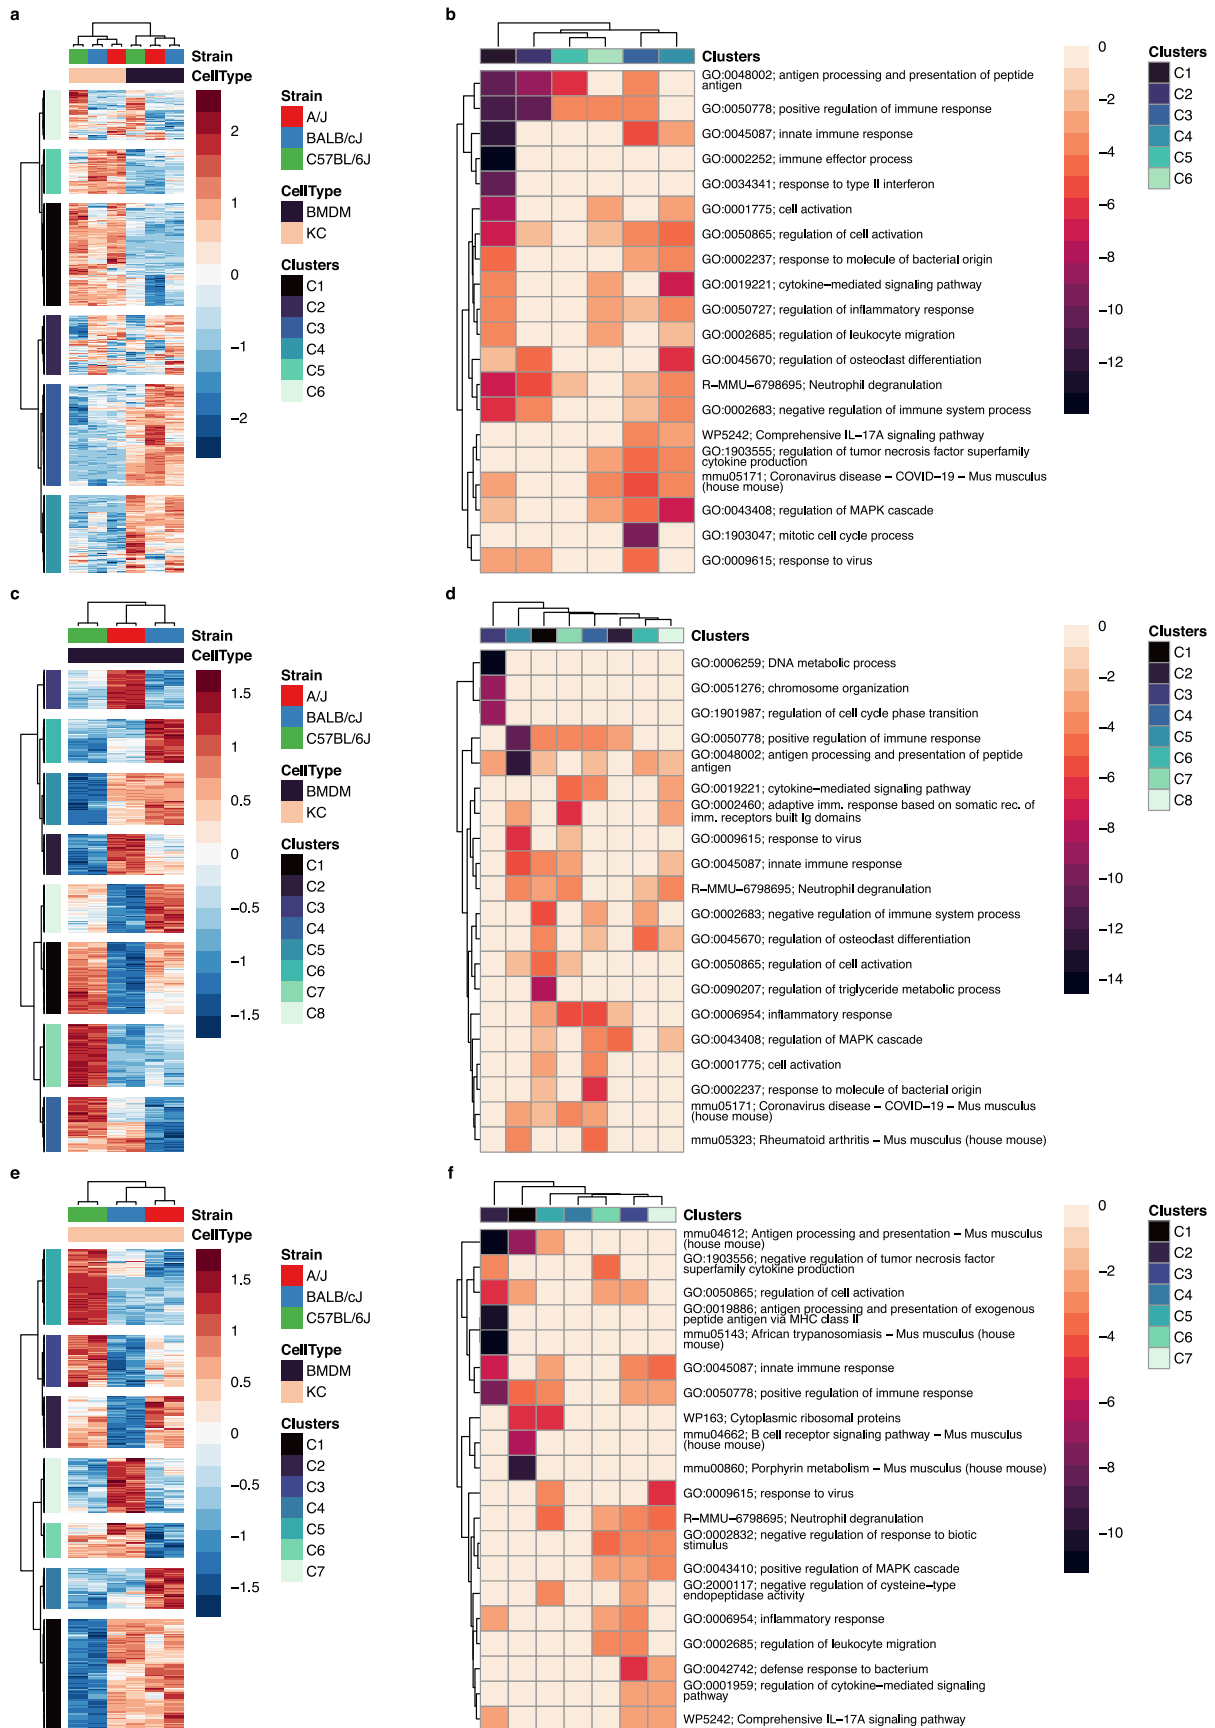 a
Strain
CellType
2
1
0
−1
−2
Strain
A/J
BALB/cJ
C57BL/6J
CellType
BMDM
KC
Clusters
C1
C2
C3
C4
C5
C6
b
Clusters
GO:0048002; antigen processing and presentation of peptide
antigen
GO:0050778; positive regulation of immune response
GO:0045087; innate immune response
GO:0002252; immune effector process
GO:0034341; response to type II interferon
GO:0001775; cell activation
GO:0050865; regulation of cell activation
GO:0002237; response to molecule of bacterial origin
GO:0019221; cytokine−mediated signaling pathway
GO:0050727; regulation of inflammatory response
GO:0002685; regulation of leukocyte migration
GO:0045670; regulation of osteoclast differentiation
R−MMU−6798695; Neutrophil degranulation
GO:0002683; negative regulation of immune system process
WP5242; Comprehensive IL−17A signaling pathway
GO:1903555; regulation of tumor necrosis factor superfamily
cytokine production
mmu05171; Coronavirus disease − COVID−19 − Mus musculus
(house mouse)
GO:0043408; regulation of MAPK cascade
GO:1903047; mitotic cell cycle process
GO:0009615; response to virus
0
−2
−4
−6
−8
−10
−12
Clusters
C1
C2
C3
C4
C5
C6
c
Strain
CellType
1.5
1
0.5
0
−0.5
−1
−1.5
Strain
A/J
BALB/cJ
C57BL/6J
CellType
BMDM
KC
Clusters
C1
C2
C3
C4
C5
C6
C7
C8
d
Clusters
GO:0006259; DNA metabolic process
GO:0051276; chromosome organization
GO:1901987; regulation of cell cycle phase transition
GO:0050778; positive regulation of immune response
GO:0048002; antigen processing and presentation of peptide
antigen
GO:0019221; cytokine−mediated signaling pathway
GO:0002460; adaptive imm. response based on somatic rec. of
imm. receptors built Ig domains
GO:0009615; response to virus
GO:0045087; innate immune response
R−MMU−6798695; Neutrophil degranulation
GO:0002683; negative regulation of immune system process
GO:0045670; regulation of osteoclast differentiation
GO:0050865; regulation of cell activation
GO:0090207; regulation of triglyceride metabolic process
GO:0006954; inflammatory response
GO:0043408; regulation of MAPK cascade
GO:0001775; cell activation
GO:0002237; response to molecule of bacterial origin
mmu05171; Coronavirus disease − COVID−19 − Mus musculus
(house mouse)
mmu05323; Rheumatoid arthritis − Mus musculus (house mouse)
0
−2
−4
−6
−8
−10
−12
−14
Clusters
C1
C2
C3
C4
C5
C6
C7
C8
e
Strain
CellType
1.5
1
0.5
0
−0.5
−1
−1.5
Strain
A/J
BALB/cJ
C57BL/6J
CellType
BMDM
KC
Clusters
C1
C2
C3
C4
C5
C6
C7
f
Clusters
mmu04612; Antigen processing and presentation − Mus musculus
(house mouse)
GO:1903556; negative regulation of tumor necrosis factor
superfamily cytokine production
GO:0050865; regulation of cell activation
GO:0019886; antigen processing and presentation of exogenous
peptide antigen via MHC class II
mmu05143; African trypanosomiasis − Mus musculus (house
mouse)
GO:0045087; innate immune response
GO:0050778; positive regulation of immune response
WP163; Cytoplasmic ribosomal proteins
mmu04662; B cell receptor signaling pathway − Mus musculus
(house mouse)
mmu00860; Porphyrin metabolism − Mus musculus (house mouse)
GO:0009615; response to virus
R−MMU−6798695; Neutrophil degranulation
GO:0002832; negative regulation of response to biotic
stimulus
GO:0043410; positive regulation of MAPK cascade
GO:2000117; negative regulation of cysteine−type
endopeptidase activity
GO:0006954; inflammatory response
GO:0002685; regulation of leukocyte migration
GO:0042742; defense response to bacterium
GO:0001959; regulation of cytokine−mediated signaling
pathway
WP5242; Comprehensive IL−17A signaling pathway
0
−2
−4
−6
−8
−10
Clusters
C1
C2
C3
C4
C5
C6
C7